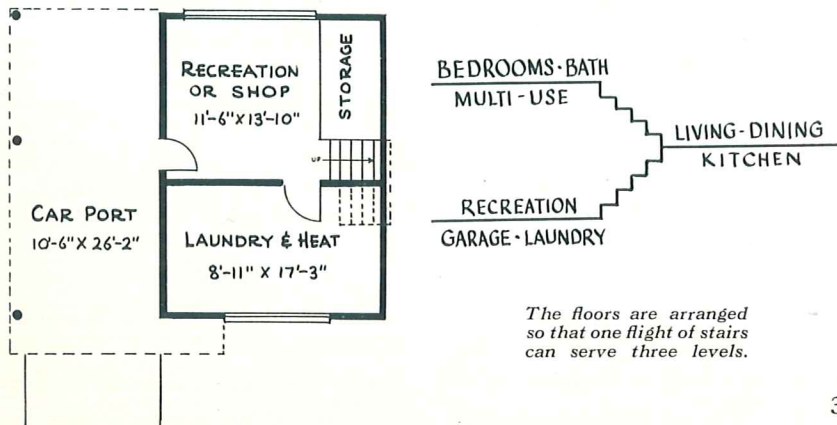 RECREATION
OR SHOP
11'-6" X 13'-10"
STORAGE
UP
CAR PORT
10'-6" X 26'-2"
LAUNDRY & HEAT
8'-11" X 17'-3"
BEDROOMS·BATH
MULTI-USE
LIVING-DINING
KITCHEN
RECREATION
GARAGE·LAUNDRY
The floors are arranged
so that one flight of stairs
can serve three levels.
3